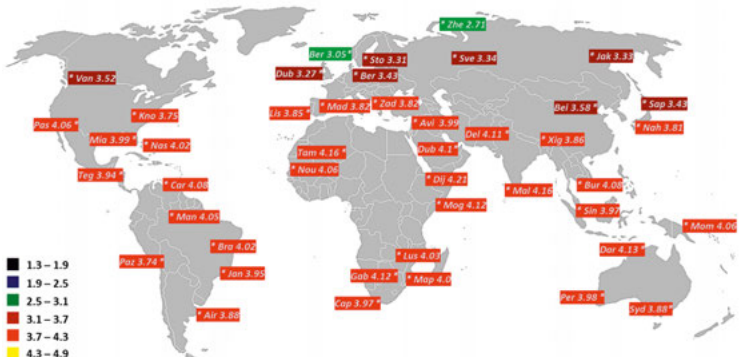 * Zhe 2.71
Ber 3.05*
* Sto 3.31
* Sve 3.34
* Jak 3.33
Dub 3.27 *
* Ber 3.43
* Van 3.52
Bei 3.58 *
* Sap 3.43
* Kno 3.75
Lis 3.85 *
* Mad 3.82
* Zad 3.82
Pas 4.06 *
* Avi 3.99
Del 4.11 *
* Nah 3.81
Mia 3.99 *
* Nas 4.02
Dub 4.1 *
* Xig 3.86
Tam 4.16 *
* Nou 4.06
Teg 3.94 *
* Car 4.08
* Dij 4.21
* Mal 4.16
* Bur 4.08
* Mog 4.12
* Sin 3.97
* Man 4.05
* Mom 4.06
* Bra 4.02
* Lus 4.03
Dar 4.13 *
Paz 3.74 *
* Jan 3.95
Gab 4.12 *
* Map 4.0
1.3 – 1.9
1.9 – 2.5
2.5 – 3.1
3.1 – 3.7
3.7 – 4.3
4.3 – 4.9
* Air 3.88
Cap 3.97 *
Per 3.98 *
Syd 3.88 *